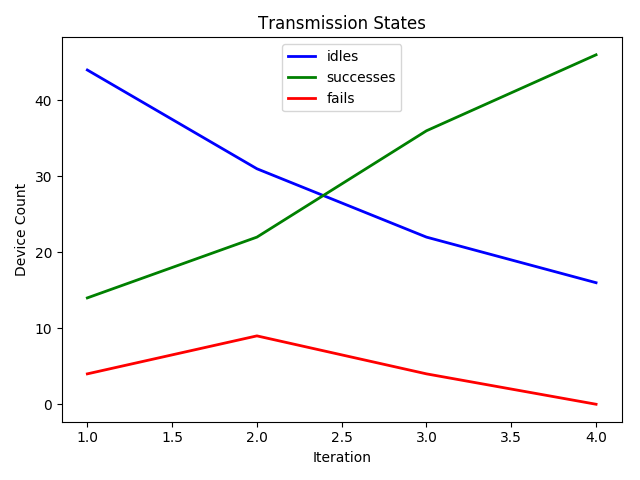 Transmission States
idles
successes
fails
Device Count
40
30
20
10
0
1.0 1.5 2.0 2.5 3.0 3.5 4.0
Iteration